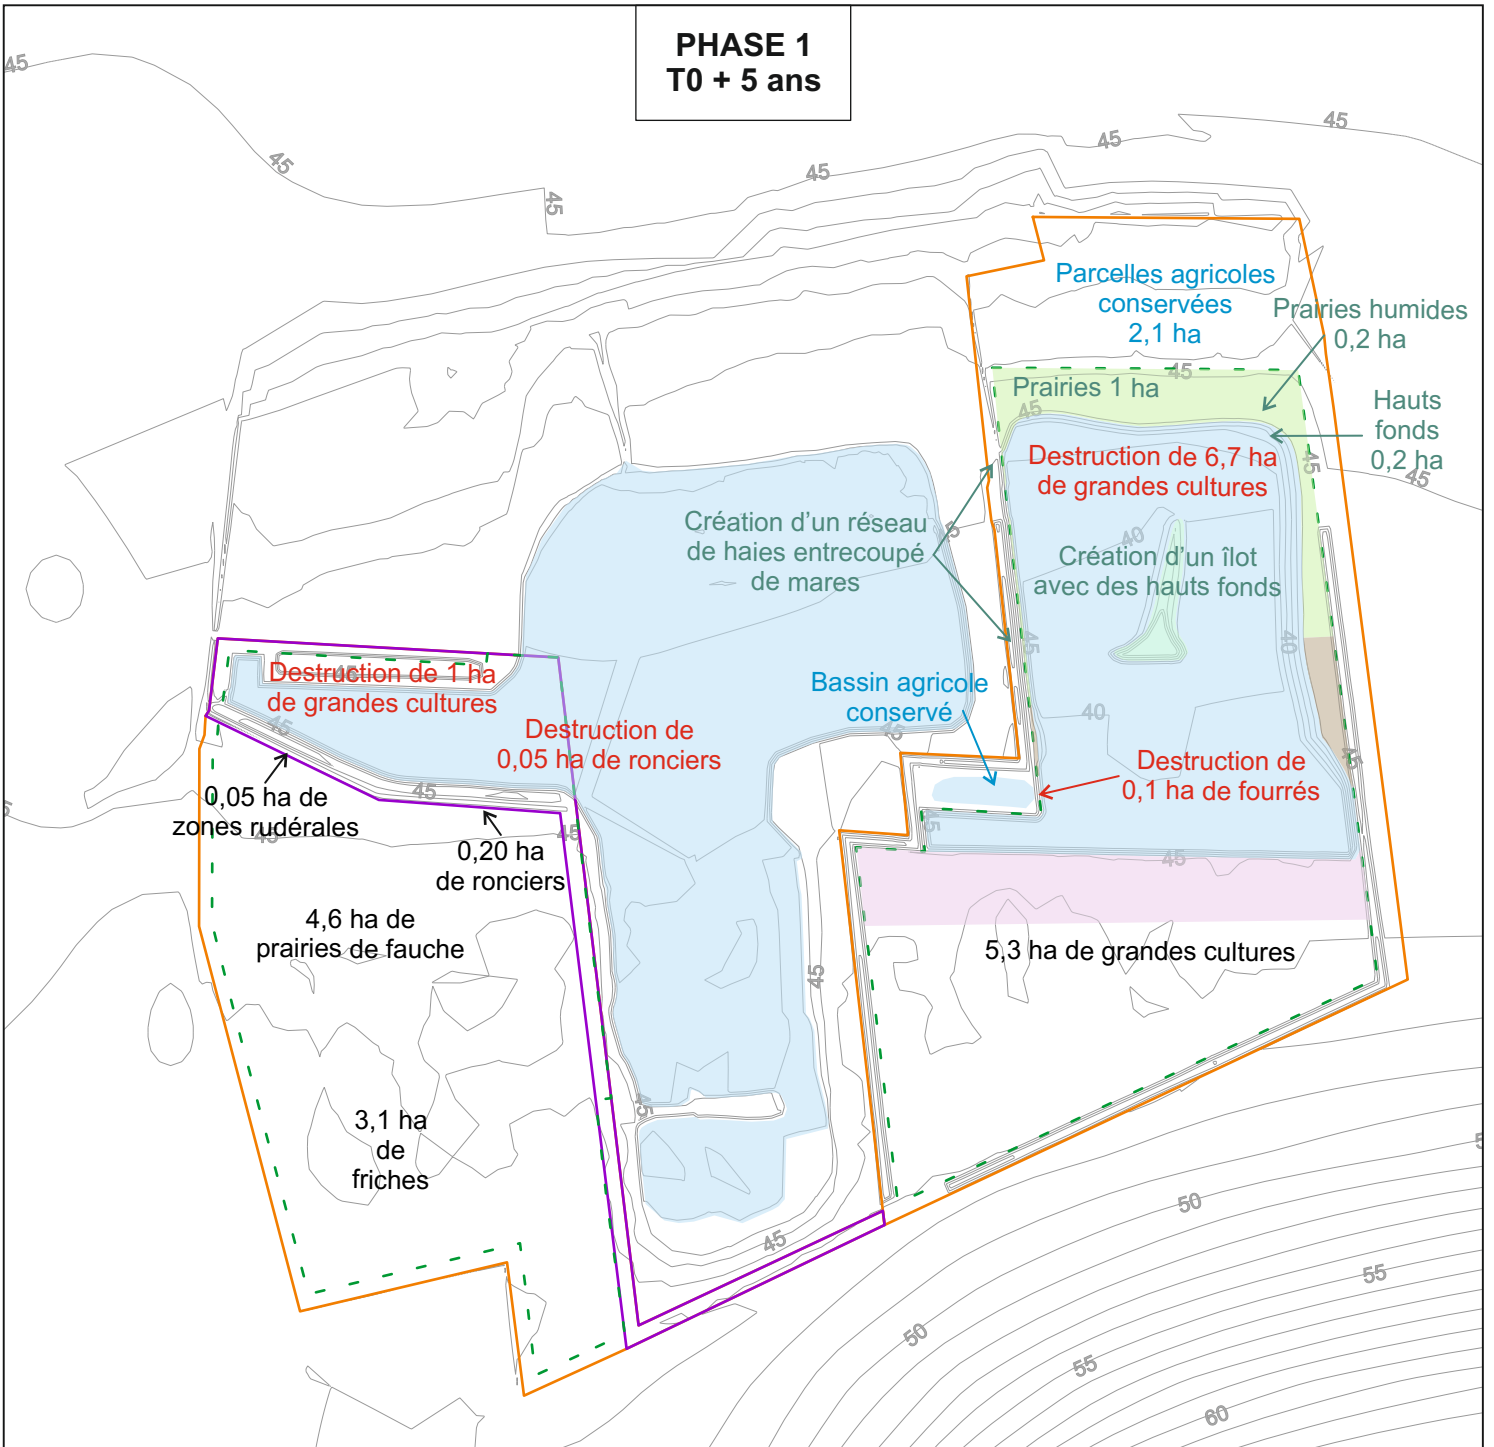 PHASE 1
T0 + 5 ans
45
45
45
45
45
45
Parcelles agricoles
conservées
2,1 ha
Prairies humides
0,2 ha
45
Prairies 1 ha
45
Hauts
fonds
0,2 ha
Destruction de 6,7 ha
de grandes cultures
45
45
Création d’un réseau
de haies entrecoupé
de mares
40
Création d’un îlot
avec des hauts fonds
45
40
Destruction de 1 ha
de grandes cultures
45
Bassin agricole
conservé
40
45
Destruction de
0,05 ha de ronciers
45
45
Destruction de
0,1 ha de fourrés
45
0,05 ha de
zones rudérales
45
45
45
45
0,20 ha
de ronciers
4,6 ha de
prairies de fauche
5,3 ha de grandes cultures
45
45
3,1 ha
de
friches
50
45
55
50
55
60